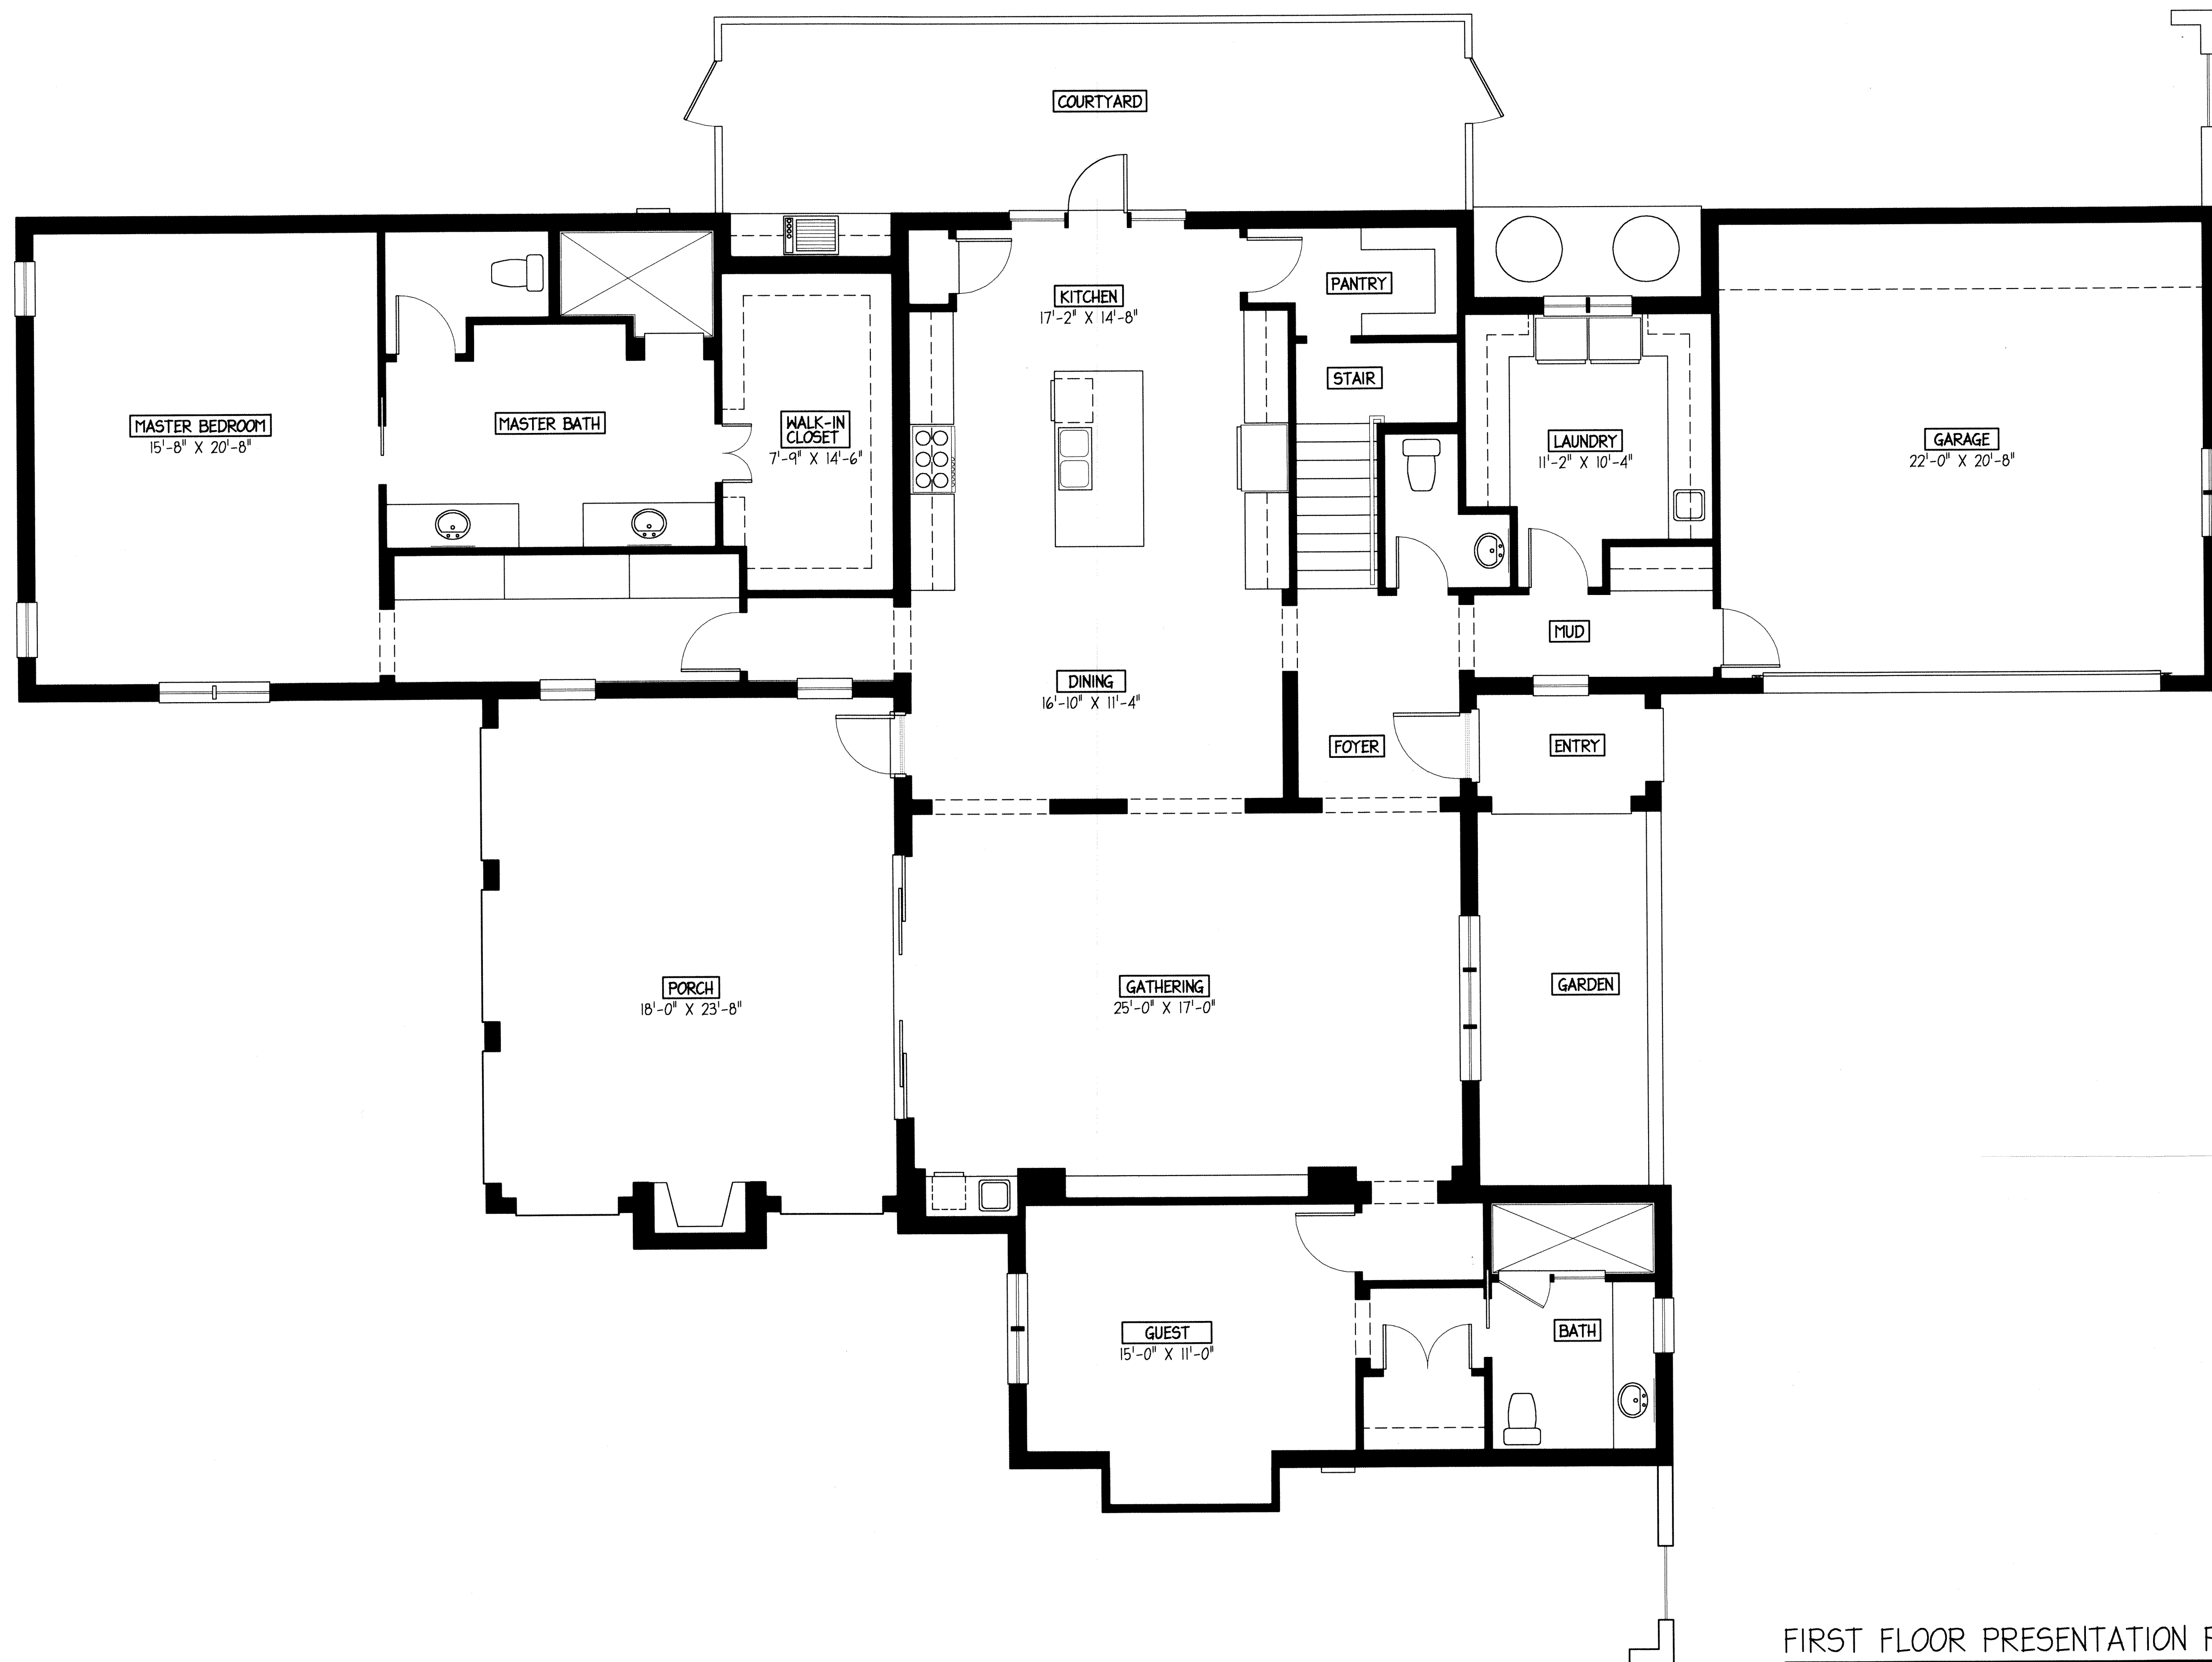 COURTYARD
KITCHEN
17'-2" X 14'-8"
PANTRY
STAIR
MASTER BEDROOM
15'-8" X 20'-8"
MASTER BATH
WALK-IN
CLOSET
7'-9" X 14'-6"
LAUNDRY
11'-2" X 10'-4"
GARAGE
22'-0" X 20'-8"
MUD
DINING
16'-10" X 11'-4"
FOYER
ENTRY
PORCH
18'-0" X 23'-8"
GATHERING
25'-0" X 17'-0"
GARDEN
GUEST
15'-0" X 11'-0"
BATH
FIRST FLOOR PRESENTATION